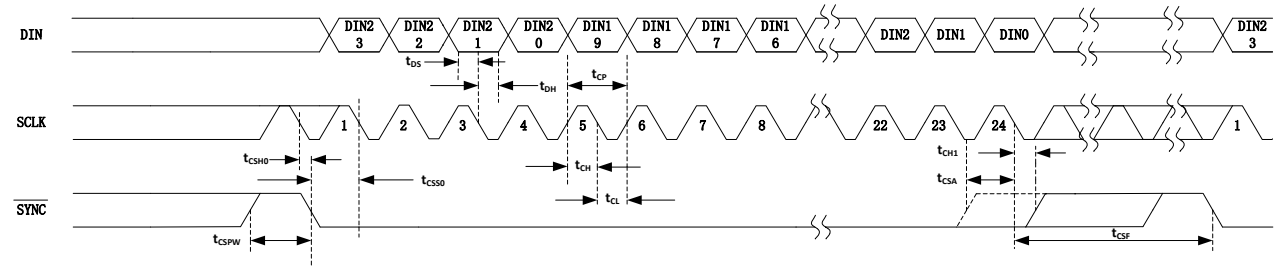 DIN DIN2 3 DIN2 2 DIN2 1 DIN2 0 DIN1 9 DIN1 8 DIN1 7 DIN1 6 DIN2 DIN1 DIN0 DIN2 3
tDS tDH tCP
SCLK 1 2 3 4 5 6 7 8 22 23 24 1
tCSH0 tCSS0 tCH tCL tCH1 tCSA
SYNC
tCSPW tCSF